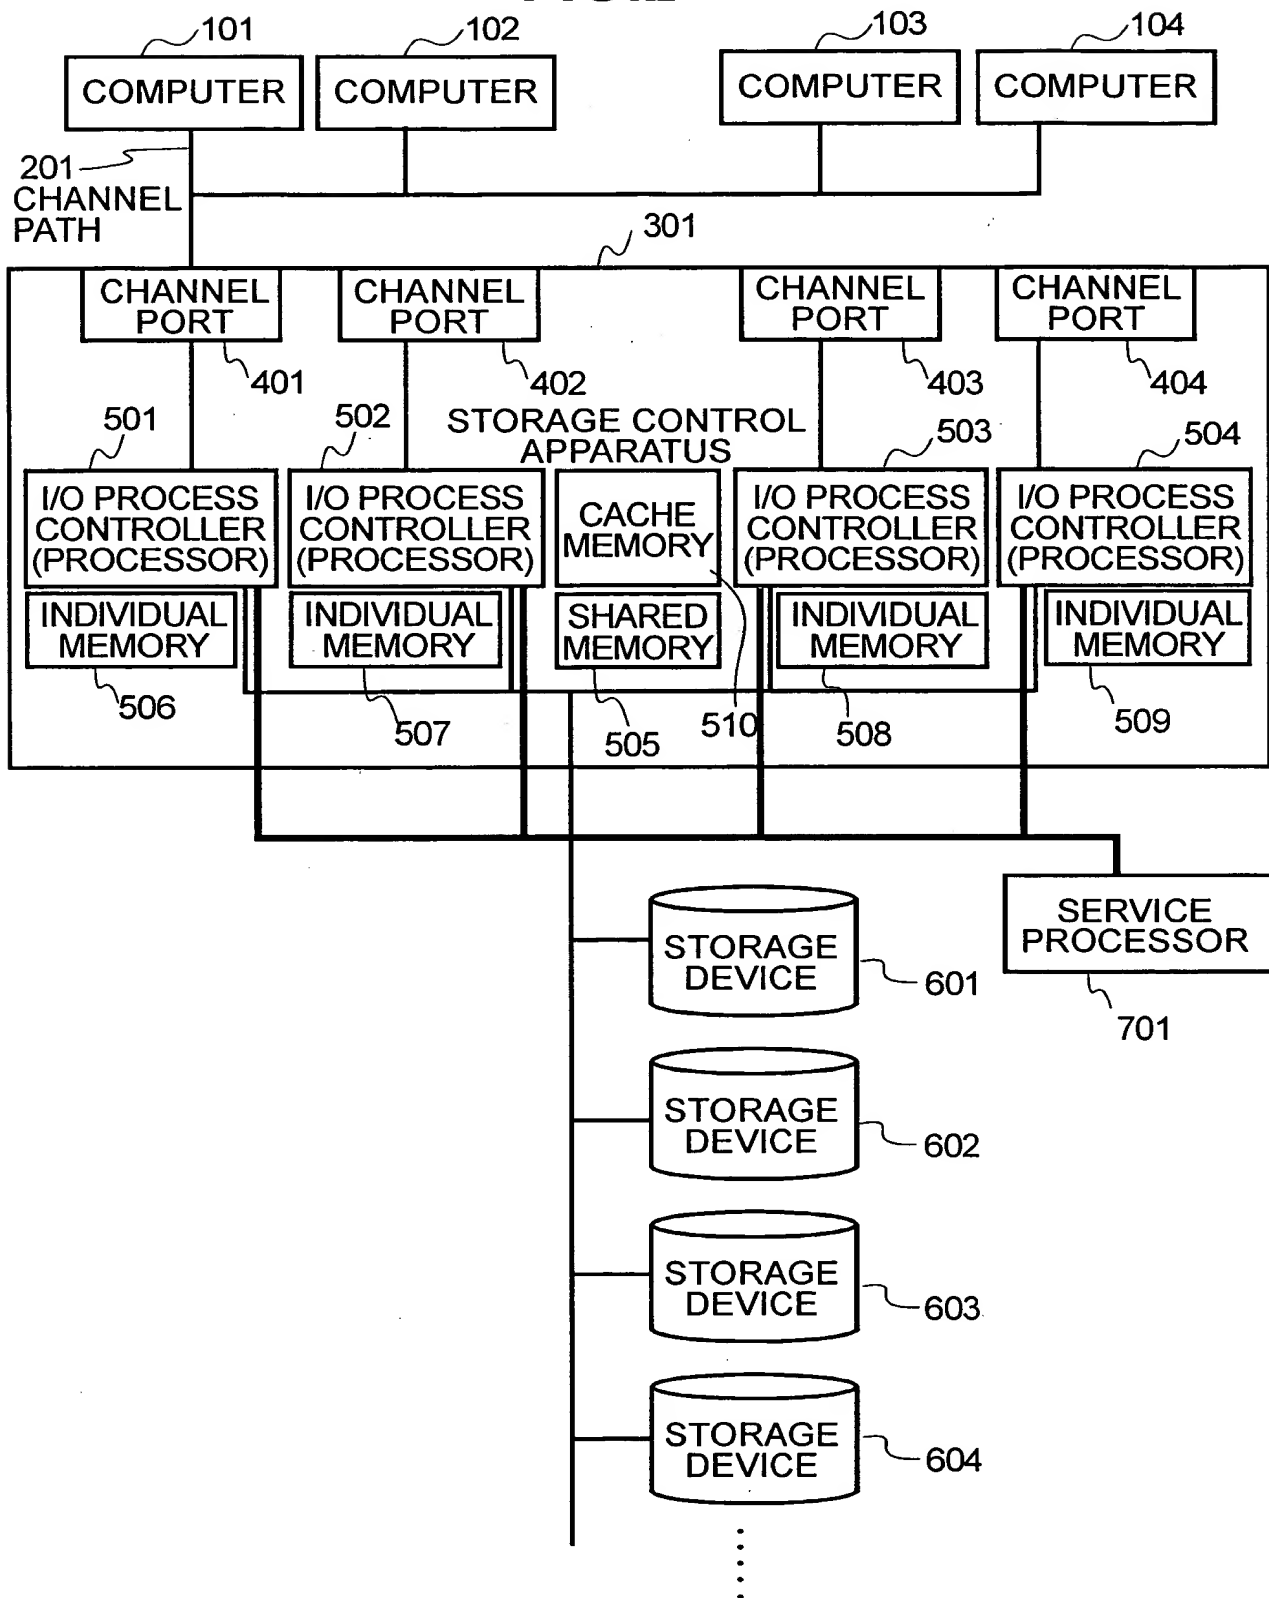 101
102
103
104
COMPUTER
COMPUTER
COMPUTER
COMPUTER
201
CHANNEL
PATH
301
CHANNEL
PORT
CHANNEL
PORT
CHANNEL
PORT
CHANNEL
PORT
401
402
403
404
STORAGE CONTROL
APPARATUS
501
502
503
504
I/O PROCESS
CONTROLLER
(PROCESSOR)
I/O PROCESS
CONTROLLER
(PROCESSOR)
CACHE
MEMORY
I/O PROCESS
CONTROLLER
(PROCESSOR)
I/O PROCESS
CONTROLLER
(PROCESSOR)
INDIVIDUAL
MEMORY
INDIVIDUAL
MEMORY
SHARED
MEMORY
INDIVIDUAL
MEMORY
INDIVIDUAL
MEMORY
506
507
505
510
508
509
SERVICE
PROCESSOR
701
STORAGE
DEVICE
601
STORAGE
DEVICE
602
STORAGE
DEVICE
603
STORAGE
DEVICE
604